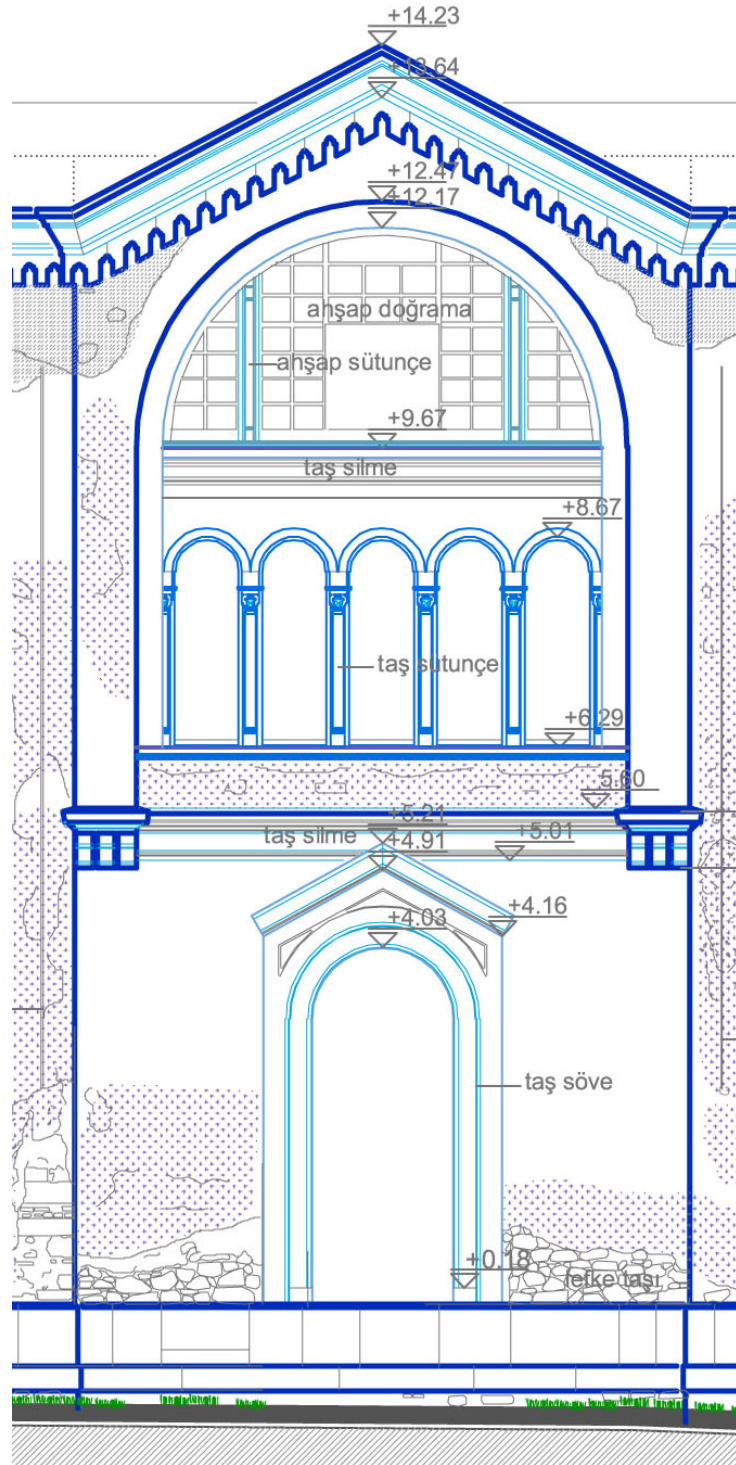 +14.23
+13.64
+12.47
+12.17
ahşap doğrama
ahşap sütunçe
+9.67
taş silme
+8.67
taş sütunçe
+6.29
5.60
+5.21
taş silme
+4.91
+5.01
+4.16
+4.03
taş söve
+0.18
lefke taşı